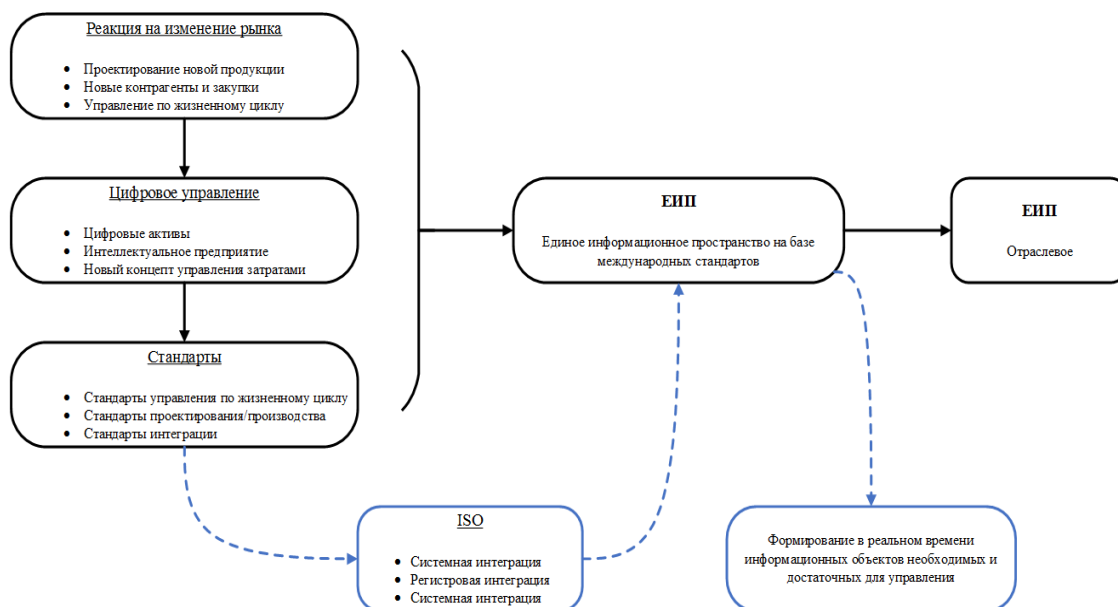 Реакция на изменение рынка
• Проектирование новой продукции
• Новые контрагенты и закупки
• Управление по жизненному циклу
Цифровое управление
• Цифровые активы
• Интеллектуальное предприятие
• Новый концепт управления затратами
Стандарты
• Стандарты управления по жизненному циклу
• Стандарты проектирования/производства
• Стандарты интеграции
ЕИП
Единое информационное пространство на базе
международных стандартов
ЕИП
Отраслевое
ISO
• Системная интеграция
• Регистровая интеграция
• Системная интеграция
Формирование в реальном времени
информационных объектов необходимых и
достаточных для управления